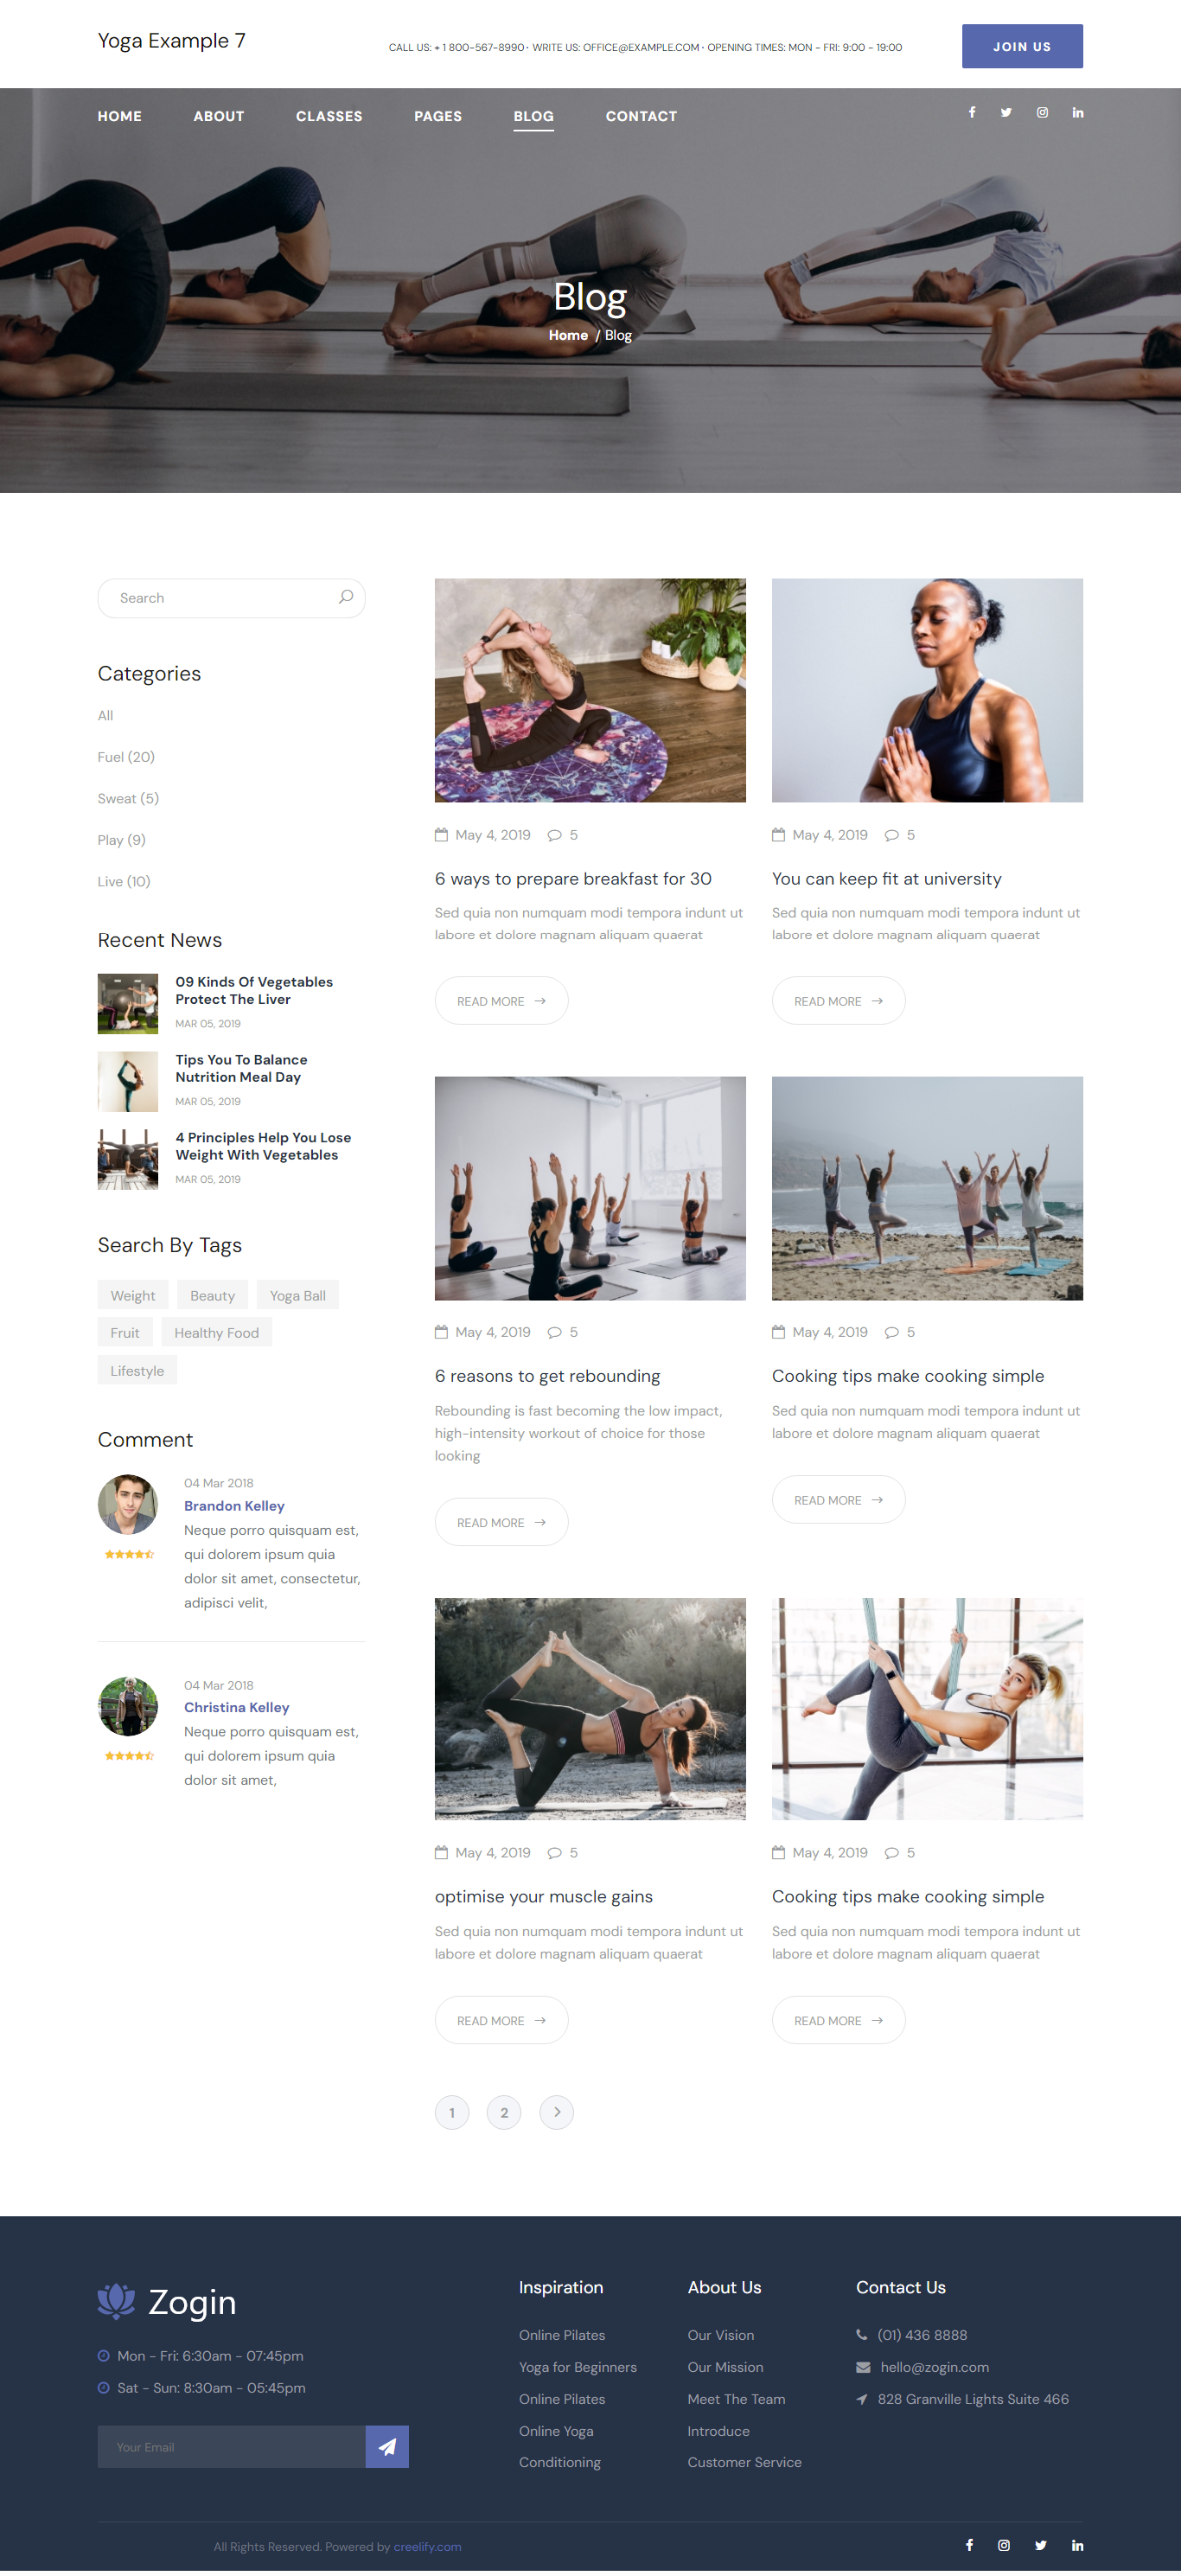 Yoga Example 7
CALL US: + 1 800-567-8990 · WRITE US: OFFICE@EXAMPLE.COM · OPENING TIMES: MON - FRI: 9:00 - 19:00
JOIN US
HOME ABOUT CLASSES PAGES BLOG CONTACT
Blog
Home / Blog
Search
Categories
All
Fuel (20)
Sweat (5)
Play (9)
Live (10)
Recent News
09 Kinds Of Vegetables
Protect The Liver
MAR 05, 2019
Tips You To Balance
Nutrition Meal Day
MAR 05, 2019
4 Principles Help You Lose
Weight With Vegetables
MAR 05, 2019
Search By Tags
Weight Beauty Yoga Ball
Fruit Healthy Food
Lifestyle
Comment
04 Mar 2018
Brandon Kelley
Neque porro quisquam est,
qui dolorem ipsum quia
dolor sit amet, consectetur,
adipisci velit,
04 Mar 2018
Christina Kelley
Neque porro quisquam est,
qui dolorem ipsum quia
dolor sit amet,
May 4, 2019 5
6 ways to prepare breakfast for 30
Sed quia non numquam modi tempora indunt ut
labore et dolore magnam aliquam quaerat
READ MORE
May 4, 2019 5
You can keep fit at university
Sed quia non numquam modi tempora indunt ut
labore et dolore magnam aliquam quaerat
READ MORE
May 4, 2019 5
6 reasons to get rebounding
Rebounding is fast becoming the low impact,
high-intensity workout of choice for those
looking
READ MORE
May 4, 2019 5
Cooking tips make cooking simple
Sed quia non numquam modi tempora indunt ut
labore et dolore magnam aliquam quaerat
READ MORE
May 4, 2019 5
optimise your muscle gains
Sed quia non numquam modi tempora indunt ut
labore et dolore magnam aliquam quaerat
READ MORE
May 4, 2019 5
Cooking tips make cooking simple
Sed quia non numquam modi tempora indunt ut
labore et dolore magnam aliquam quaerat
READ MORE
1 2
Zogin
Mon - Fri: 6:30am - 07:45pm
Sat - Sun: 8:30am - 05:45pm
Your Email
Inspiration
Online Pilates
Yoga for Beginners
Online Pilates
Online Yoga
Conditioning
About Us
Our Vision
Our Mission
Meet The Team
Introduce
Customer Service
Contact Us
(01) 436 8888
hello@zogin.com
828 Granville Lights Suite 466
All Rights Reserved. Powered by creelify.com